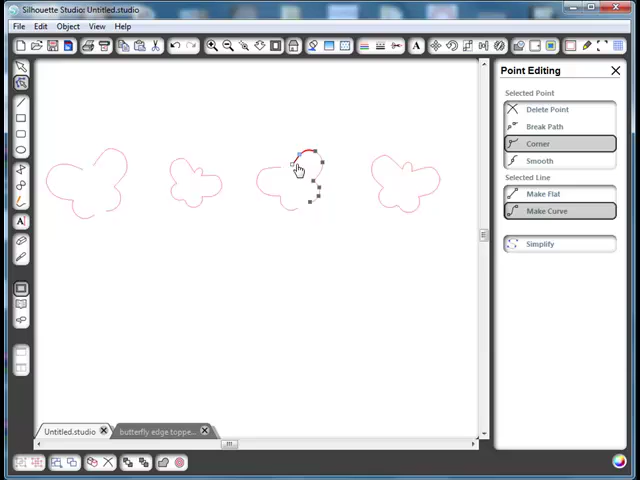 Silhouette Studio: Untitled.studio
File Edit Object View Help
Point Editing
Selected Point
Delete Point
Break Path
Corner
Smooth
Selected Line
Make Flat
Make Curve
Simplify
Untitled.studio
butterfly edge toppe...